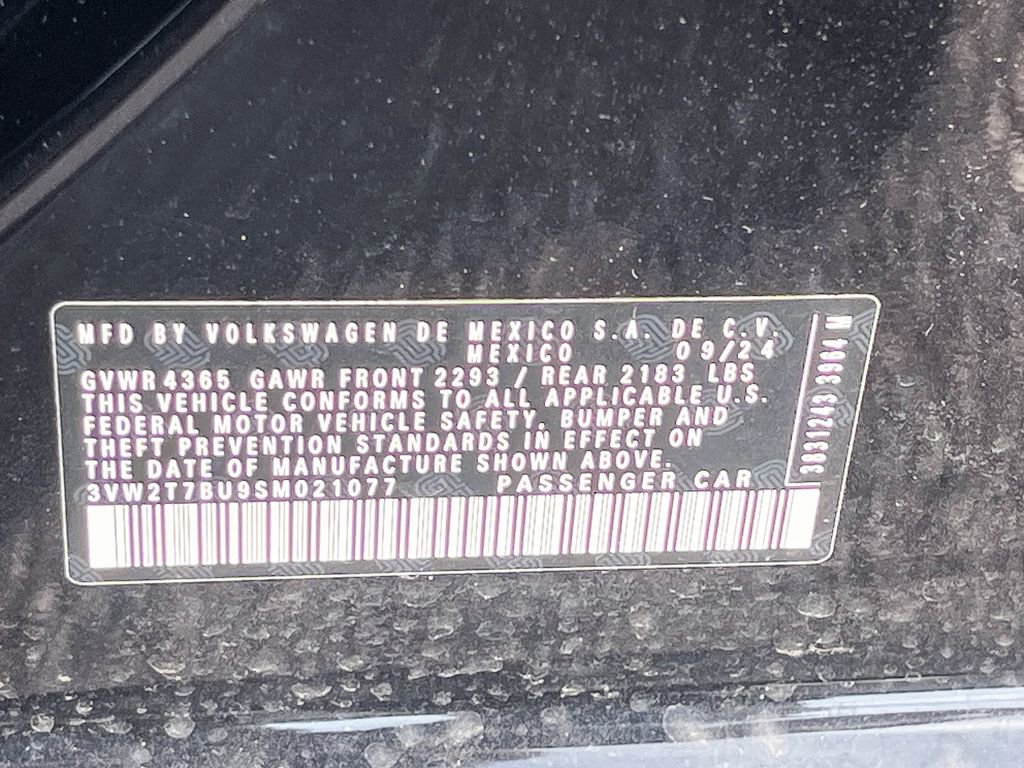 MFD BY VOLKSWAGEN DE MEXICO S.A. DE C.V.
MEXICO 09/24
GVWR 4365 GAWR FRONT 2293 / REAR 2183 LBS
THIS VEHICLE CONFORMS TO ALL APPLICABLE U.S.
FEDERAL MOTOR VEHICLE SAFETY, BUMPER AND
THEFT PREVENTION STANDARDS IN EFFECT ON
THE DATE OF MANUFACTURE SHOWN ABOVE.
3VW2T7BU9SM021077 PASSENGER CAR
3831243 3964 N